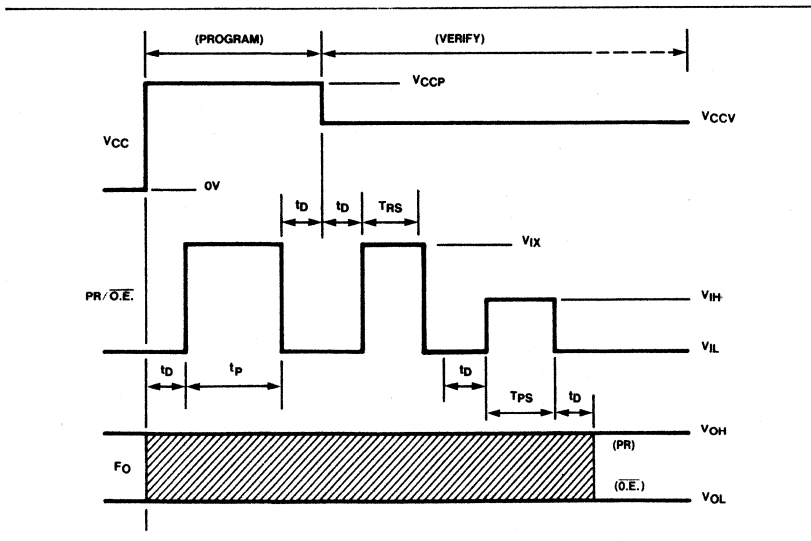 (PROGRAM)
(VERIFY)
VCCP
VCCV
VCC
0V
tD
tD
TRS
VIX
PR/O.E.
VIH
VIL
tD
tP
tD
TPS
tD
VOH
(PR)
FO
(O.E.)
VOL